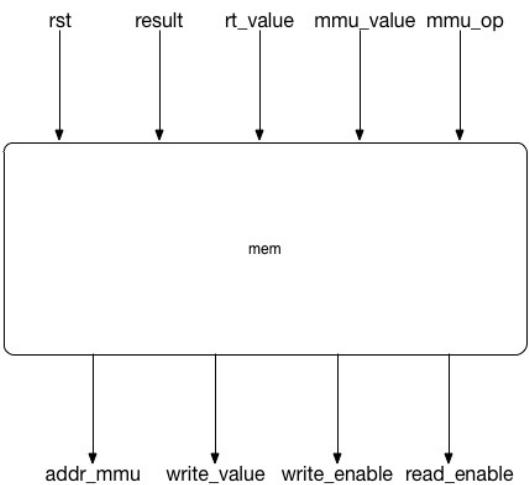 rst result rt_value mmu_value mmu_op
mem
addr_mmu write_value write_enable read_enable